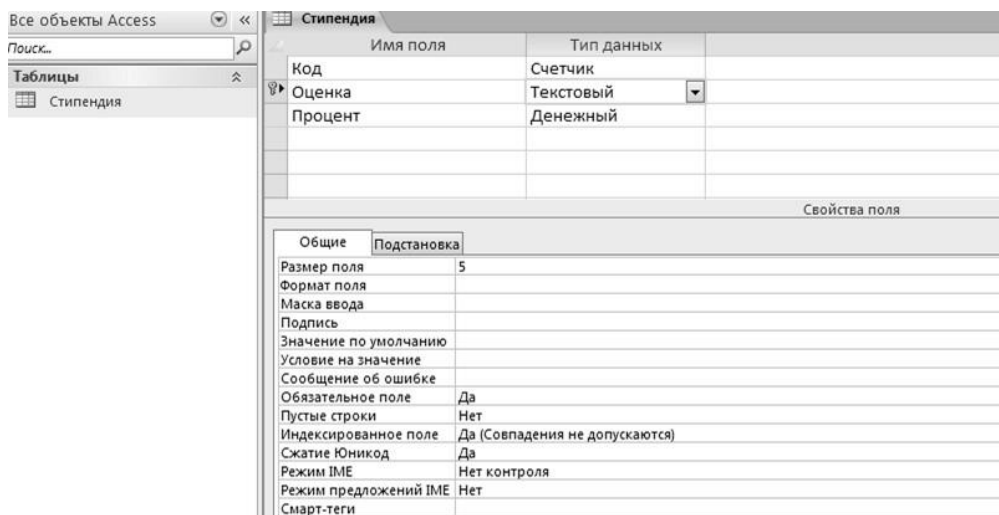 Все объекты Access
Поиск...
Таблицы
Стипендия
Стипендия
Имя поля Тип данных
Код Счетчик
Оценка Текстовый
Процент Денежный
Свойства поля
Общие Подстановка
Размер поля 5
Формат поля
Маска ввода
Подпись
Значение по умолчанию
Условие на значение
Сообщение об ошибке
Обязательное поле Да
Пустые строки Нет
Индексированное поле Да (Совпадения не допускаются)
Сжатие Юникод Да
Режим IME Нет контроля
Режим предложений IME Нет
Смарт-теги